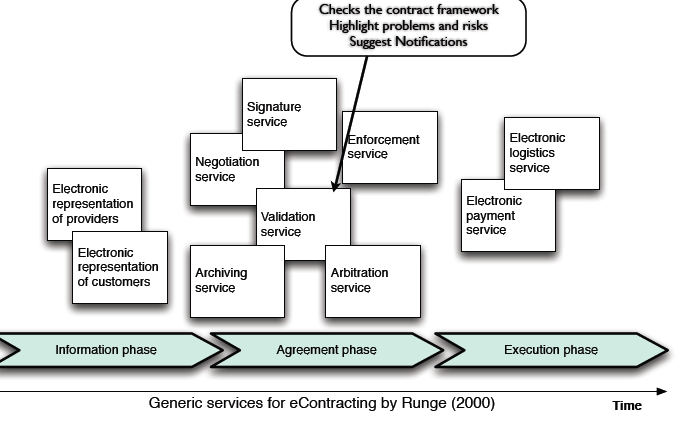 Checks the contract framework
Highlight problems and risks
Suggest Notifications
Signature
service
Enforcement
service
Electronic
logistics
service
Negotiation
service
Electronic
representation
of providers
Electronic
payment
service
Validation
service
Electronic
representation
of customers
Archiving
service
Arbitration
service
Information phase
Agreement phase
Execution phase
Generic services for eContracting by Runge (2000)
Time